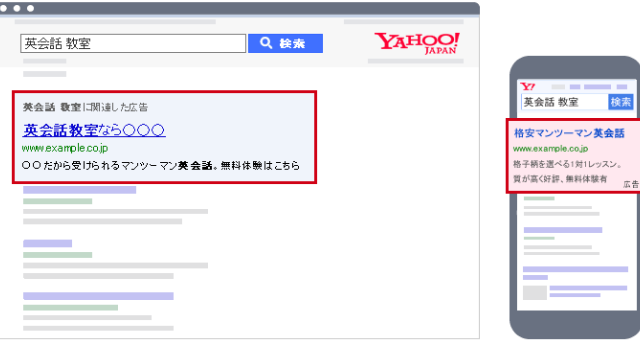 英会話 教室
検索
YAHOO!
JAPAN
英会話 教室に関連した広告
英会話教室なら〇〇〇
www.example.co.jp
〇〇だから受けられるマンツーマン英会話。無料体験はこちら
Y!
英会話 教室
検索
格安マンツーマン英会話
www.example.co.jp
格子柄を選べる1対1レッスン。
質が高く好評、無料体験有
広告